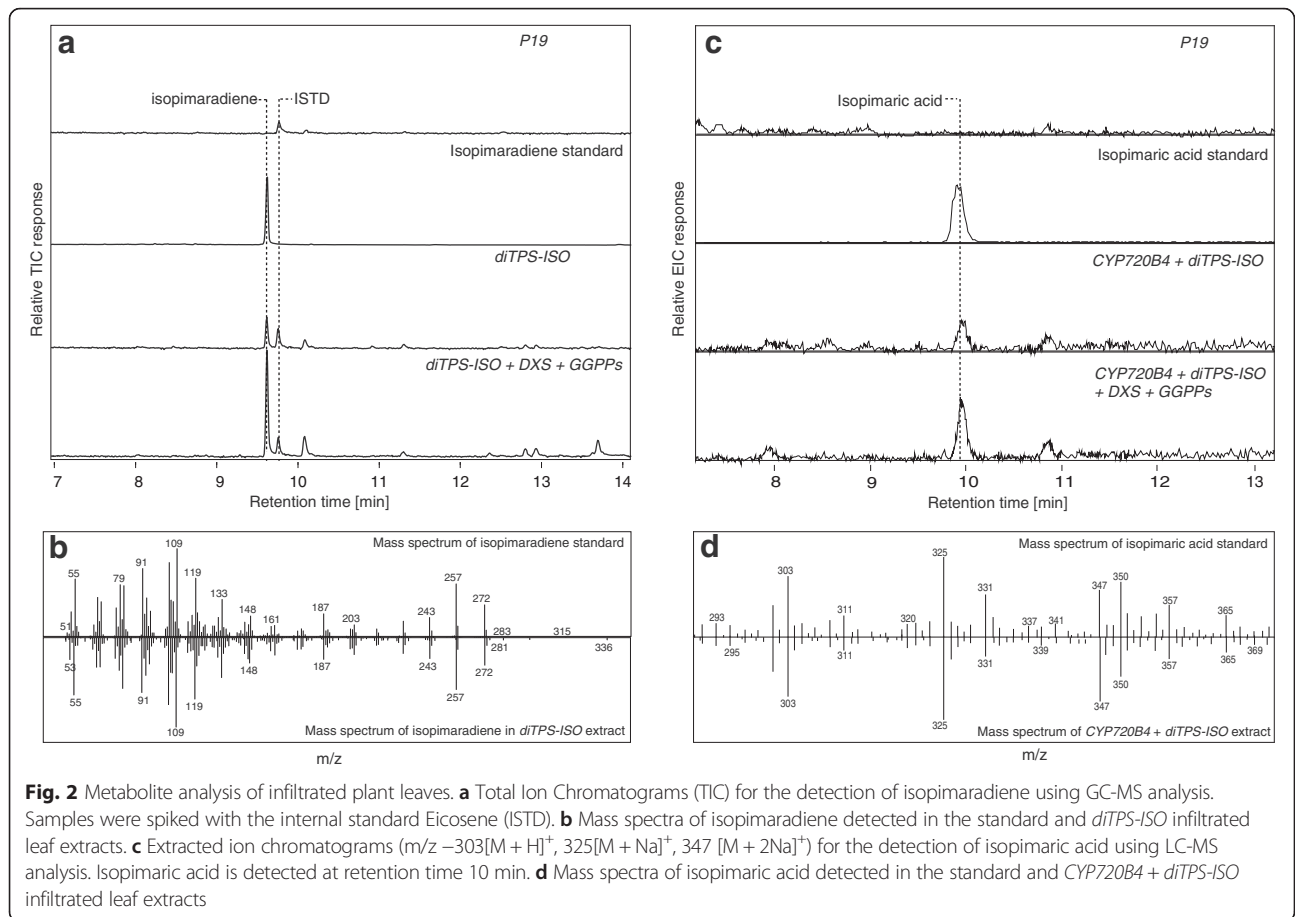 a
P19
isopimaradiene
ISTD
Isopimaradiene standard
diTPS-ISO
diTPS-ISO + DXS + GGPPs
Relative TIC response
7 8 9 10 11 12 13 14
Retention time [min]
c
P19
Isopimaric acid
Isopimaric acid standard
CYP720B4 + diTPS-ISO
CYP720B4 + diTPS-ISO
+ DXS + GGPPs
Relative EIC response
8 9 10 11 12 13
Retention time [min]
b
Mass spectrum of isopimaradiene standard
109
55 79 91 119 133 257
51 148 161 187 203 243 272 283 315
53 148 187 243 281 336
55 91 119 257 272
109
Mass spectrum of isopimaradiene in diTPS-ISO extract
m/z
d
Mass spectrum of isopimaric acid standard
325
303 331 347 350
293 311 320 337 341 357 365
295 311 331 339 357 365 369
303 347 350
325
Mass spectrum of CYP720B4 + diTPS-ISO extract
m/z
Fig. 2 Metabolite analysis of infiltrated plant leaves. a Total Ion Chromatograms (TIC) for the detection of isopimaradiene using GC-MS analysis.
Samples were spiked with the internal standard Eicosene (ISTD). b Mass spectra of isopimaradiene detected in the standard and diTPS-ISO infiltrated
leaf extracts. c Extracted ion chromatograms (m/z −303[M + H]⁺, 325[M + Na]⁺, 347 [M + 2Na]⁺) for the detection of isopimaric acid using LC-MS
analysis. Isopimaric acid is detected at retention time 10 min. d Mass spectra of isopimaric acid detected in the standard and CYP720B4 + diTPS-ISO
infiltrated leaf extracts